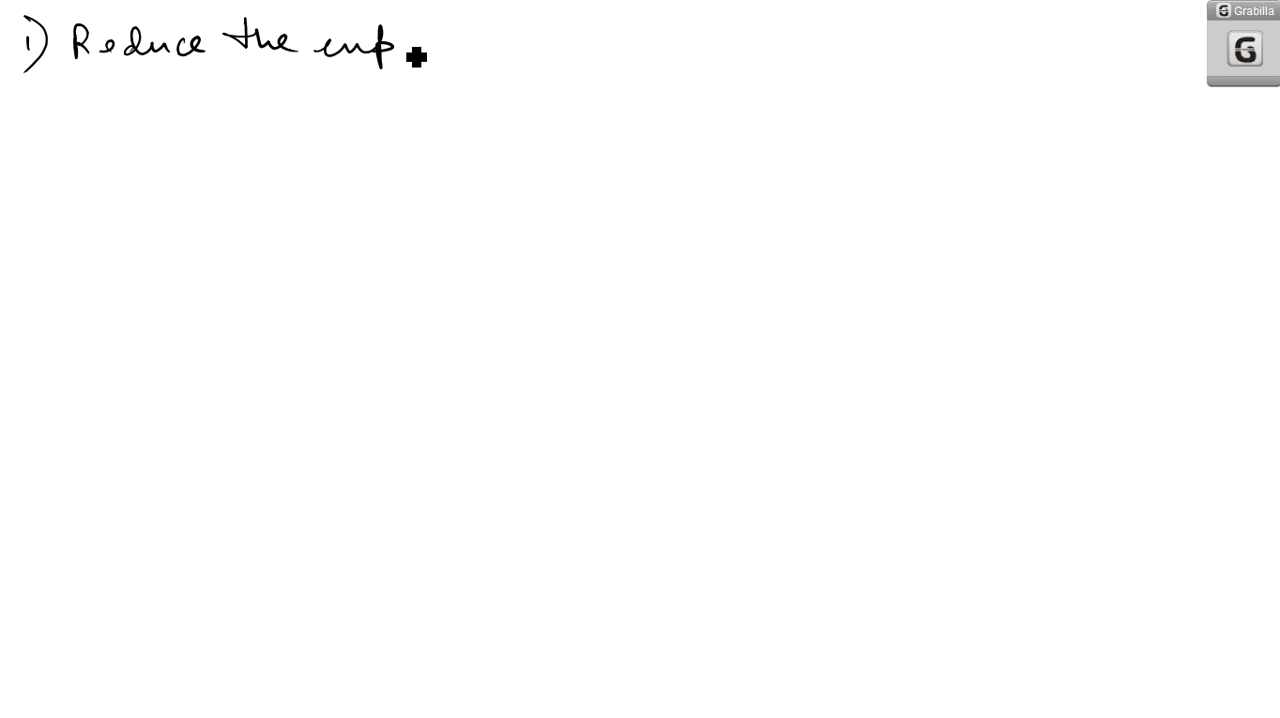 1) Reduce the exp
Grabilla
G